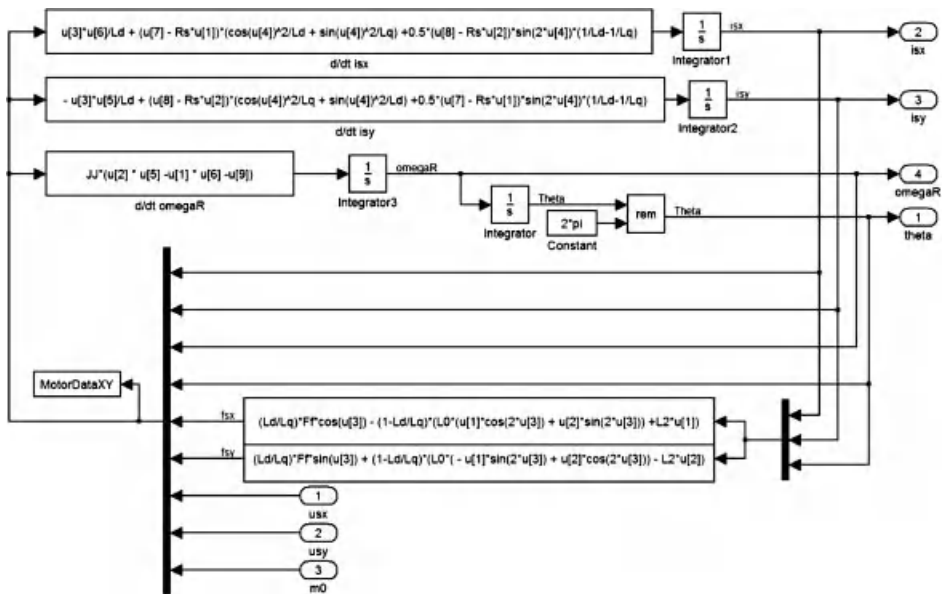 u[3]*u[6]/Ld + (u[7] - Rs*u[1])*(cos(u[4])^2/Ld + sin(u[4])^2/Lq) +0.5*(u[8] - Rs*u[2])*sin(2*u[4])*(1/Ld-1/Lq)
d/dt isx
1
s
Integrator1
isx
2
isx
- u[3]*u[5]/Ld + (u[8] - Rs*u[2])*(cos(u[4])^2/Lq + sin(u[4])^2/Ld) +0.5*(u[7] - Rs*u[1])*sin(2*u[4])*(1/Ld-1/Lq)
d/dt isy
1
s
Integrator2
isy
3
isy
JJ*(u[2] * u[5] -u[1] * u[6] -u[9])
d/dt omegaR
1
s
Integrator3
omegaR
4
omegaR
1
s
Integrator
Theta
2*pi
Constant
rem
Theta
1
theta
MotorDataXY
fsx
(Ld/Lq)*Ff*cos(u[3]) - (1-Ld/Lq)*(L0*(u[1]*cos(2*u[3]) + u[2]*sin(2*u[3])) +L2*u[1])
fsy
(Ld/Lq)*Ff*sin(u[3]) + (1-Ld/Lq)*(L0*( - u[1]*sin(2*u[3]) + u[2]*cos(2*u[3])) - L2*u[2])
1
usx
2
usy
3
m0